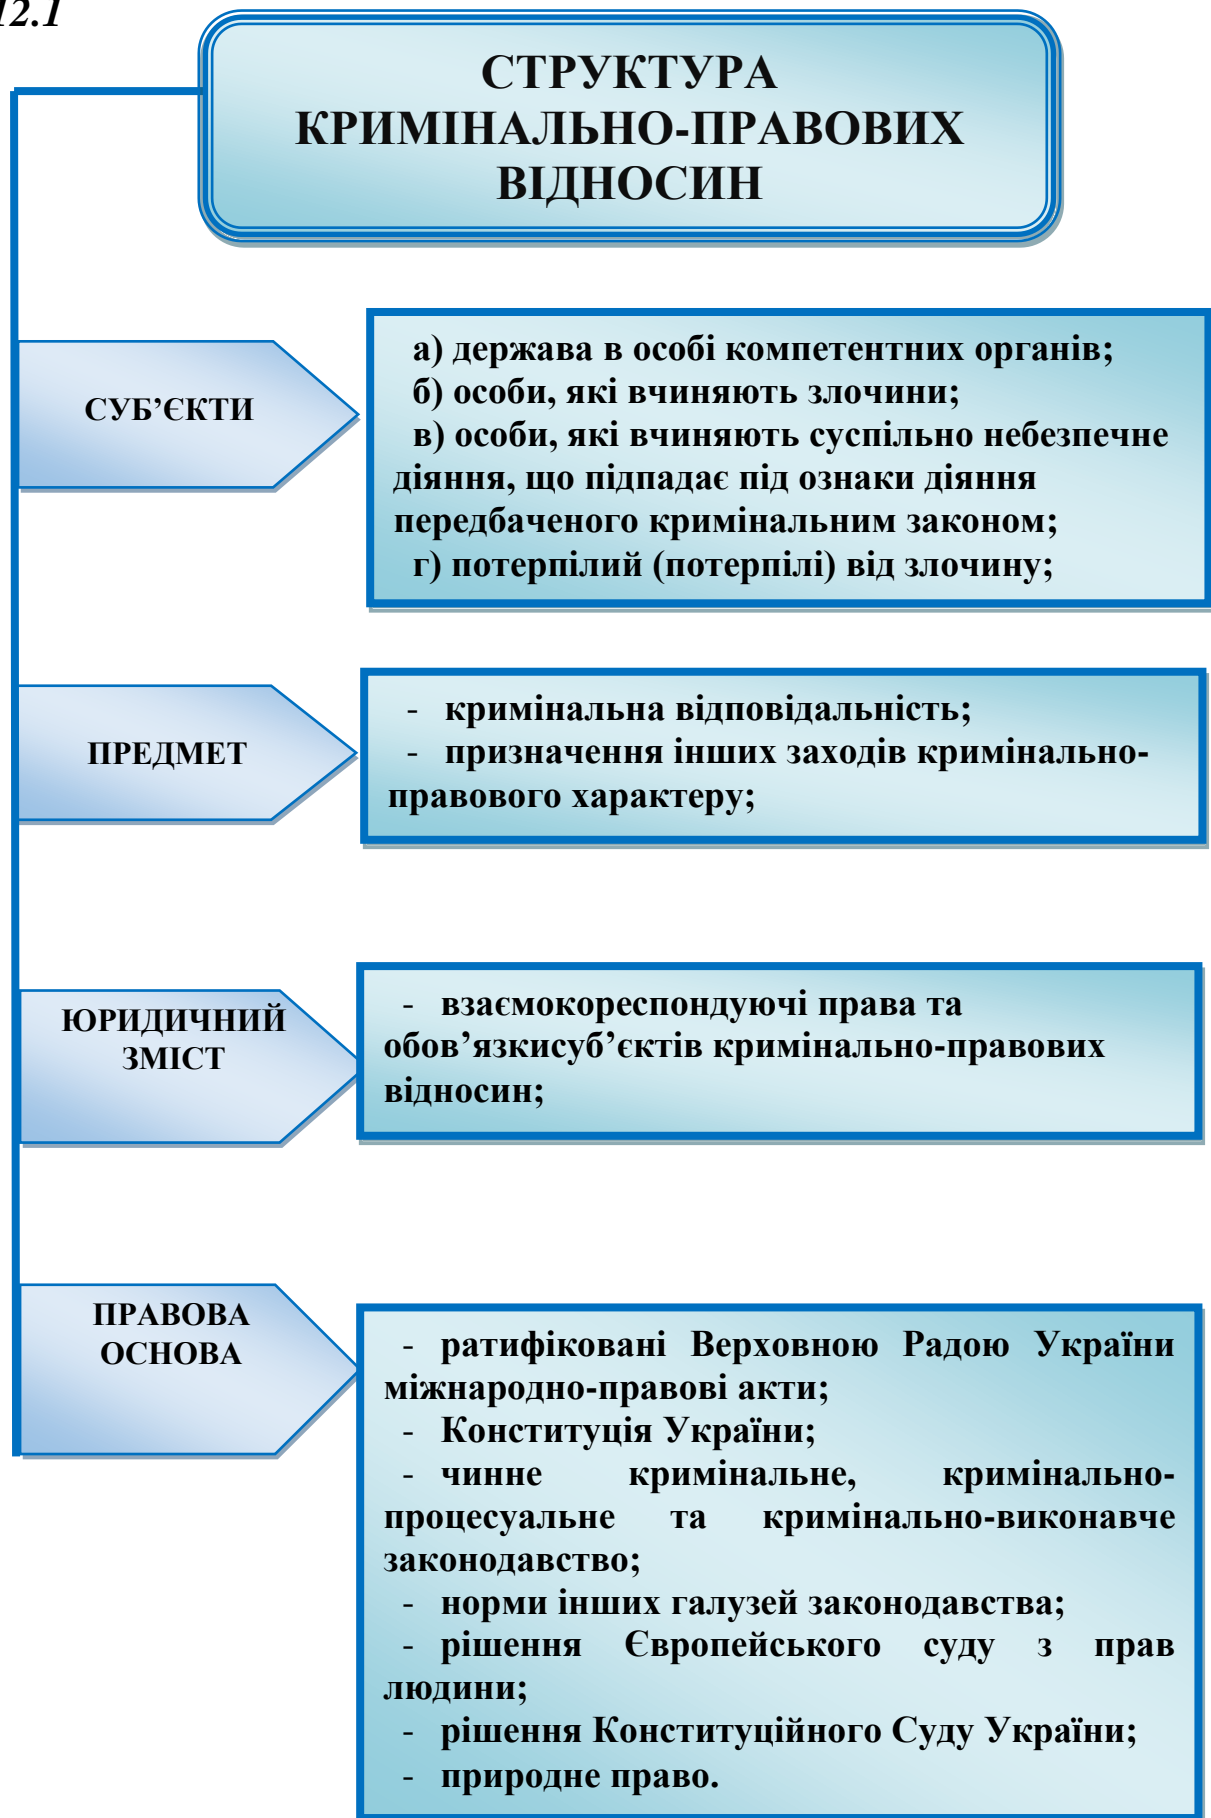 12.1
СТРУКТУРА
КРИМІНАЛЬНО-ПРАВОВИХ
ВІДНОСИН
СУБ’ЄКТИ
а) держава в особі компетентних органів;
б) особи, які вчиняють злочини;
в) особи, які вчиняють суспільно небезпечне
діяння, що підпадає під ознаки діяння
передбаченого кримінальним законом;
г) потерпілий (потерпілі) від злочину;
ПРЕДМЕТ
- кримінальна відповідальність;
- призначення інших заходів кримінально-
правового характеру;
ЮРИДИЧНИЙ
ЗМІСТ
- взаємокореспондуючі права та
обов’язкисуб’єктів кримінально-правових
відносин;
ПРАВОВА
ОСНОВА
- ратифіковані Верховною Радою України
міжнародно-правові акти;
- Конституція України;
- чинне кримінальне, кримінально-
процесуальне та кримінально-виконавче
законодавство;
- норми інших галузей законодавства;
- рішення Європейського суду з прав
людини;
- рішення Конституційного Суду України;
- природне право.